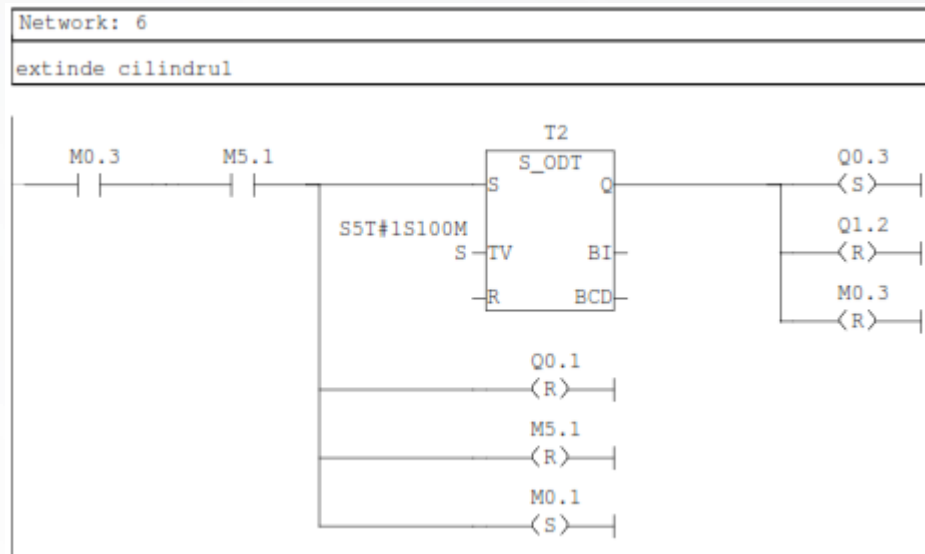 Network: 6
extinde cilindrul
T2
M0.3 M5.1 S_ODT Q0.3
S Q (S)
S5T#1S100M Q1.2
S TV BI (R)
R BCD M0.3
(R)
Q0.1
(R)
M5.1
(R)
M0.1
(S)